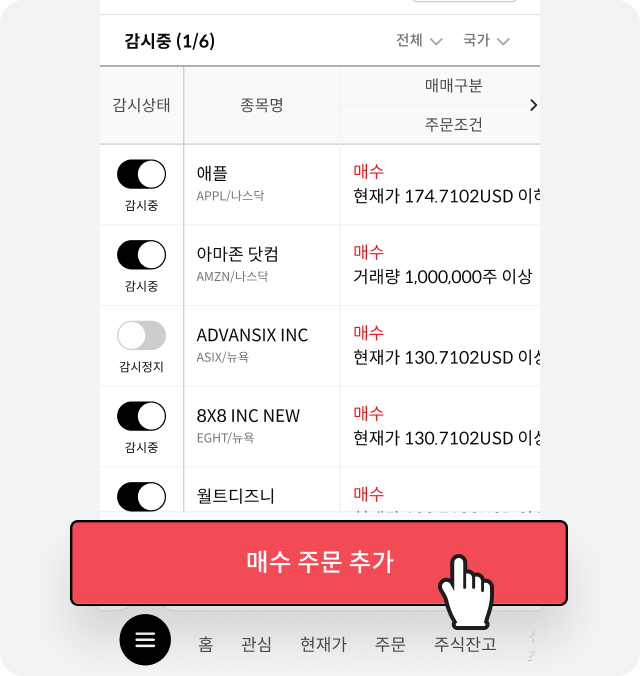 감시중 (1/6)
전체
국가
감시상태
종목명
매매구분
주문조건
감시중
애플
APPL/나스닥
매수
현재가 174.7102USD 이하
감시중
아마존 닷컴
AMZN/나스닥
매수
거래량 1,000,000주 이상
감시정지
ADVANSIX INC
ASIX/뉴욕
매수
현재가 130.7102USD 이상
감시중
8X8 INC NEW
EGHT/뉴욕
매수
현재가 130.7102USD 이상
월트디즈니
매수
매수 주문 추가
홈
관심
현재가
주문
주식잔고